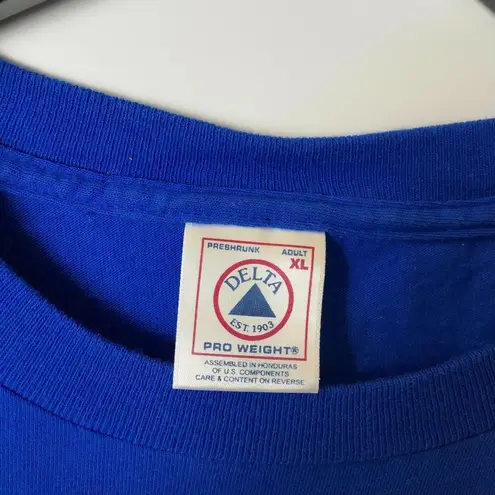 PRESHRUNK ADULT
XL
DELTA
EST. 1903
PRO WEIGHT®
ASSEMBLED IN HONDURAS
OF U.S. COMPONENTS
CARE & CONTENT ON REVERSE